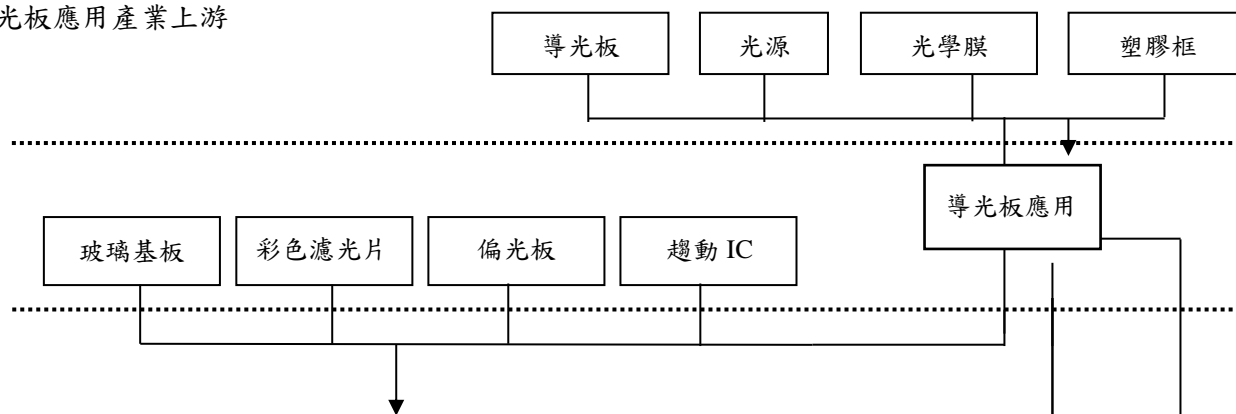 光板應用產業上游
導光板
光源
光學膜
塑膠框
導光板應用
玻璃基板
彩色濾光片
偏光板
趨動 IC